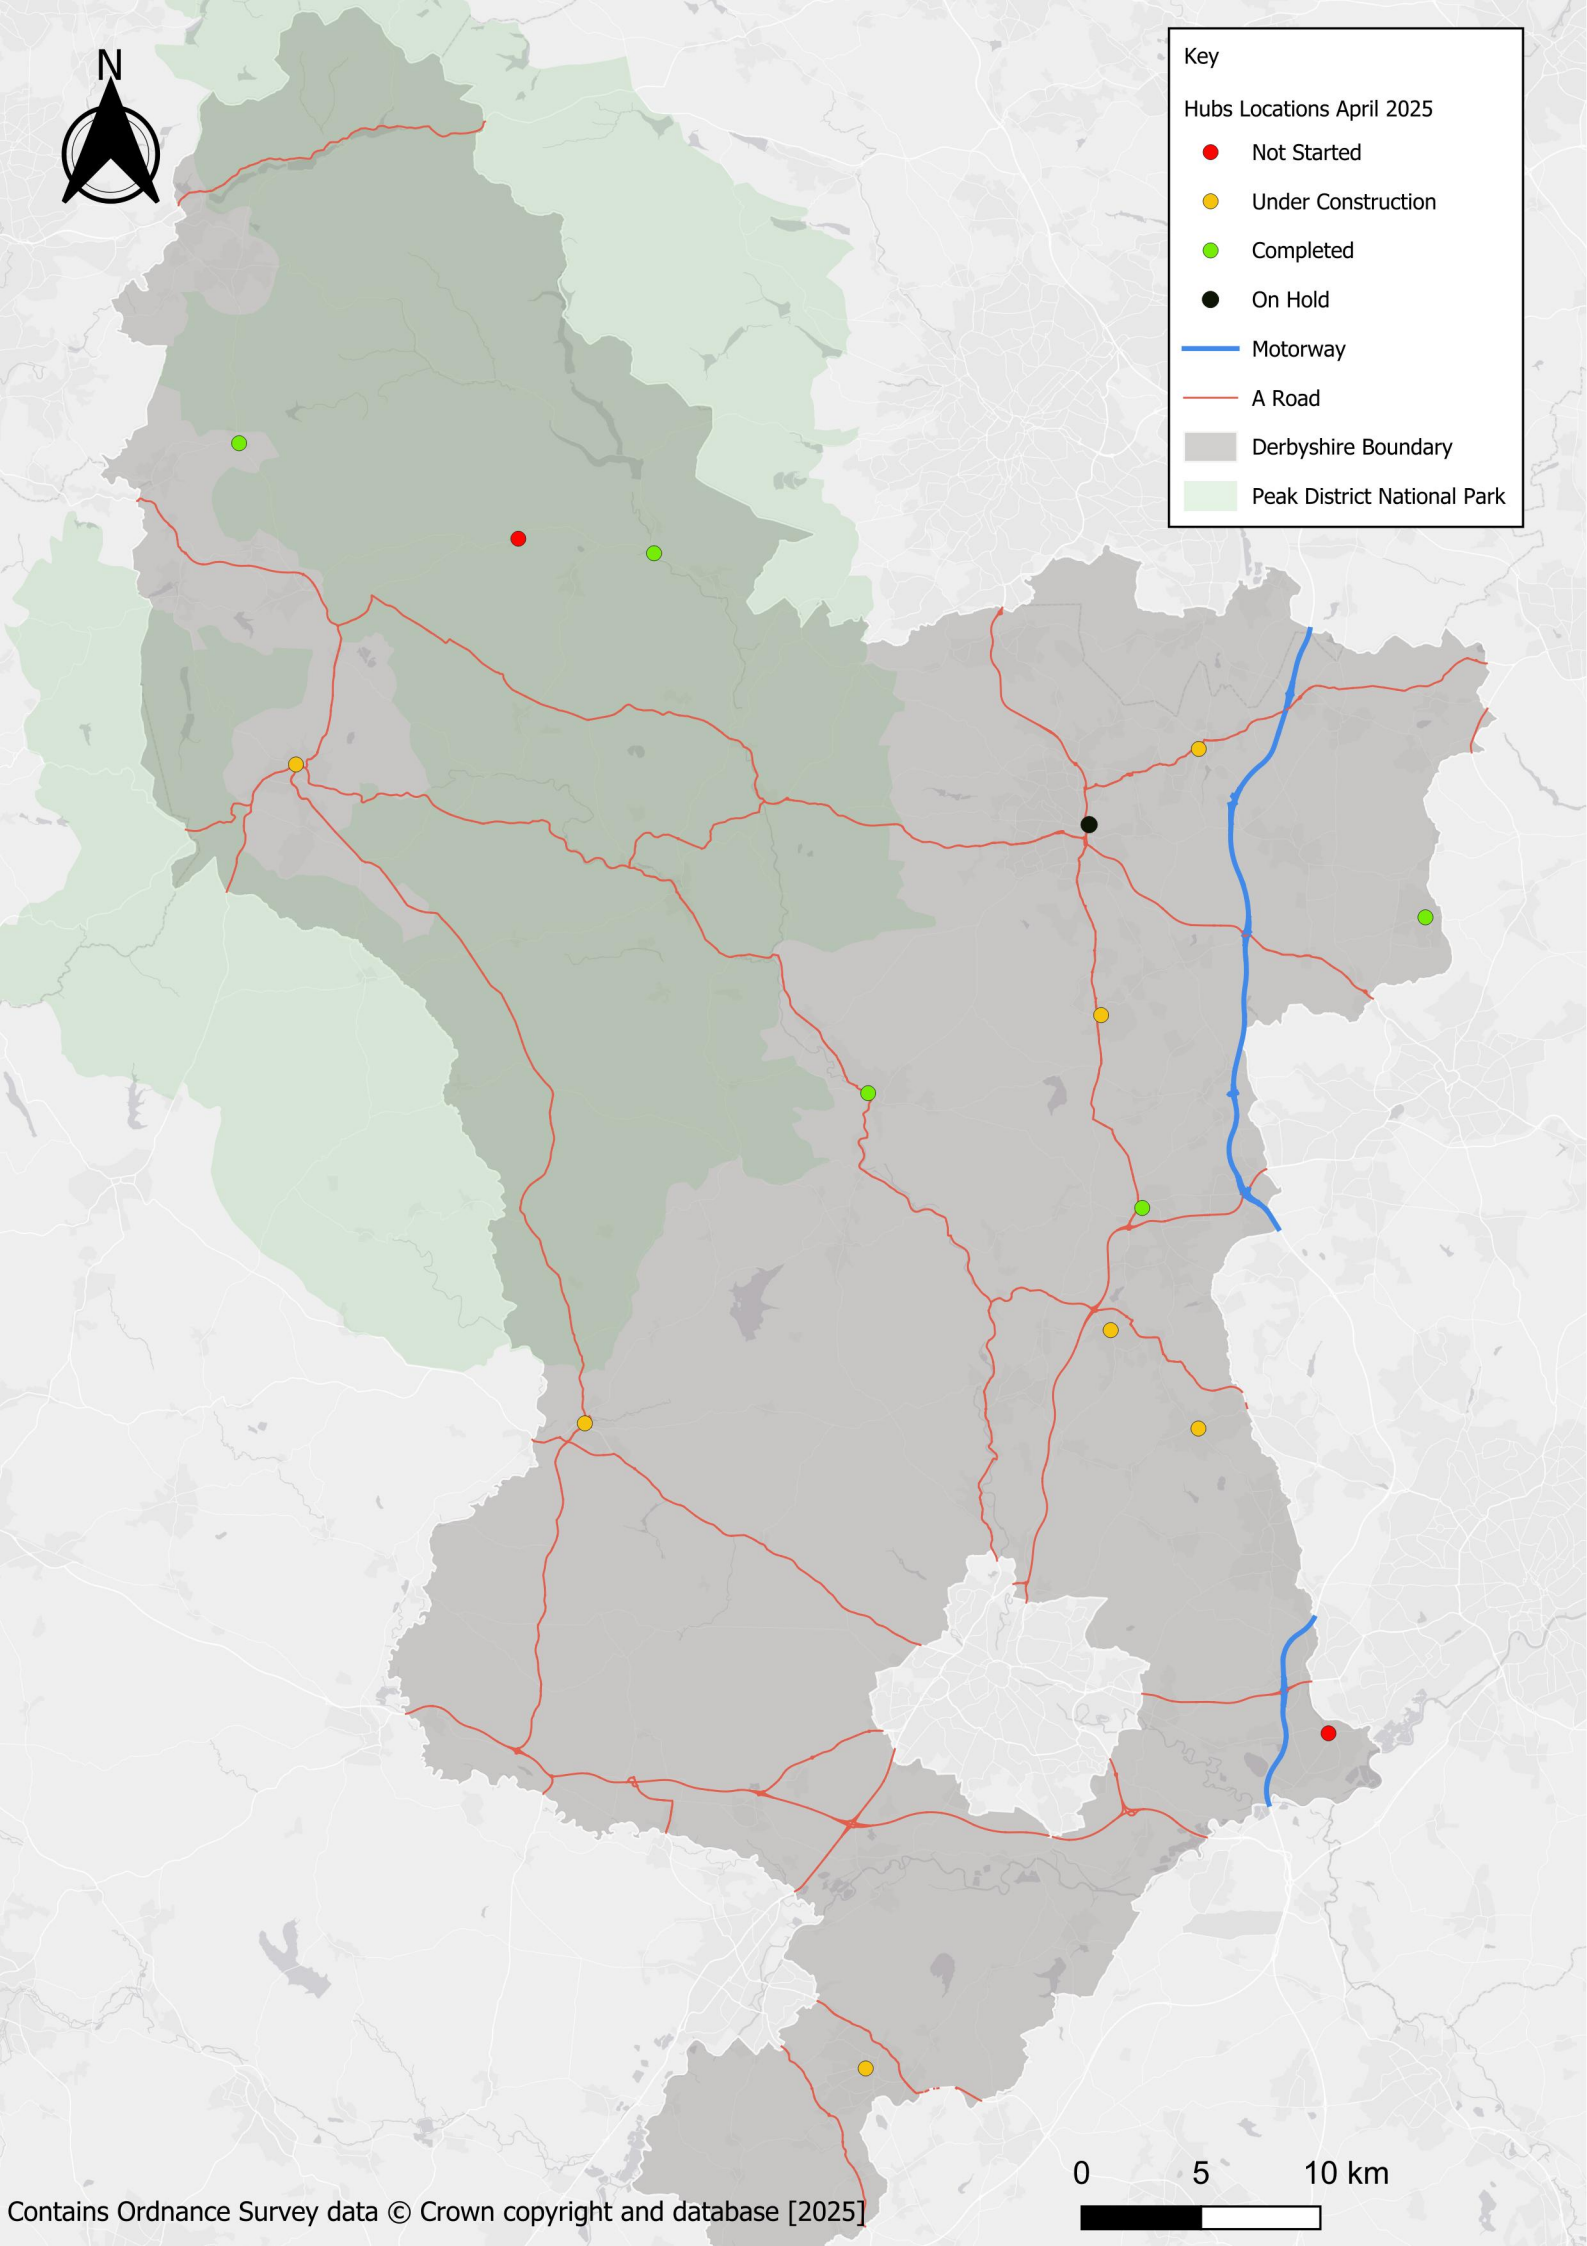 N
Key
Hubs Locations April 2025
Not Started
Under Construction
Completed
On Hold
Motorway
A Road
Derbyshire Boundary
Peak District National Park
0 5 10 km
Contains Ordnance Survey data © Crown copyright and database [2025]